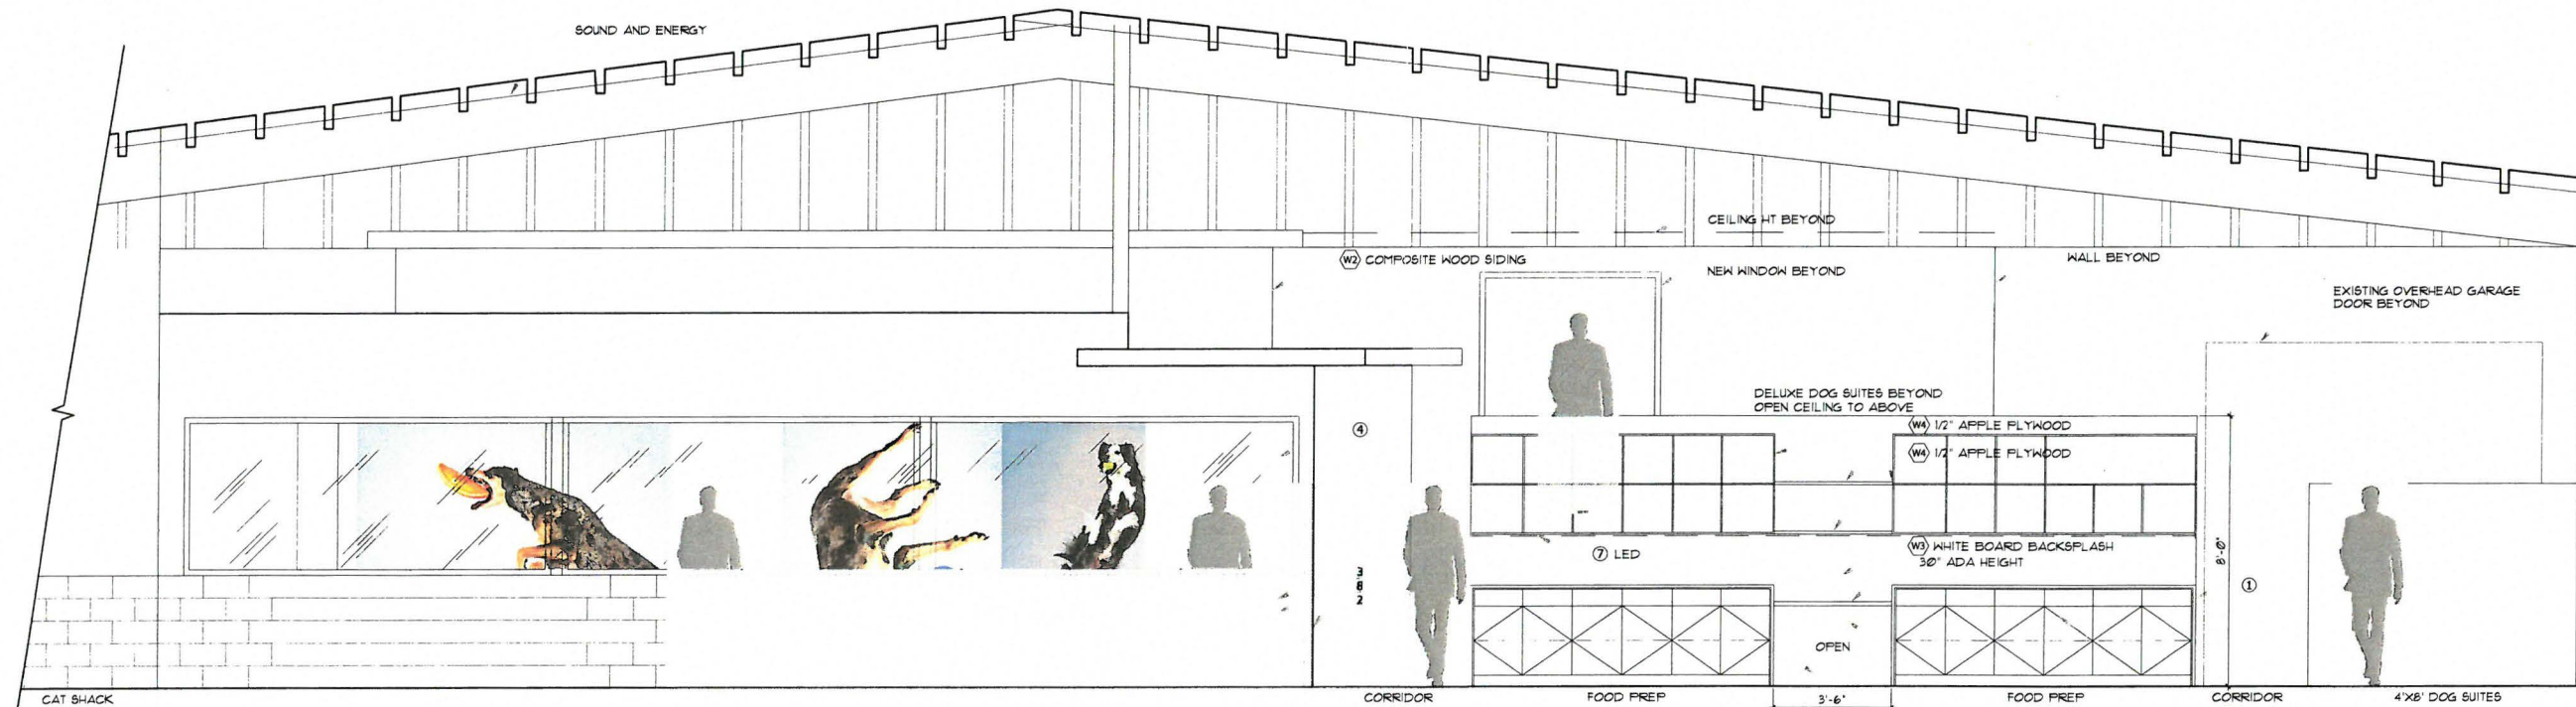 SOUND AND ENERGY
CEILING HT BEYOND
W2 COMPOSITE WOOD SIDING
NEW WINDOW BEYOND
WALL BEYOND
EXISTING OVERHEAD GARAGE
DOOR BEYOND
DELUXE DOG SUITES BEYOND
OPEN CEILING TO ABOVE
4
W4 1/2" APPLE PLYWOOD
W4 1/2" APPLE PLYWOOD
7 LED
W3 WHITE BOARD BACKSPLASH
30" ADA HEIGHT
8'-0"
3
8
2
1
OPEN
CAT SHACK
CORRIDOR
FOOD PREP
3'-6"
FOOD PREP
CORRIDOR
4'X8' DOG SUITES